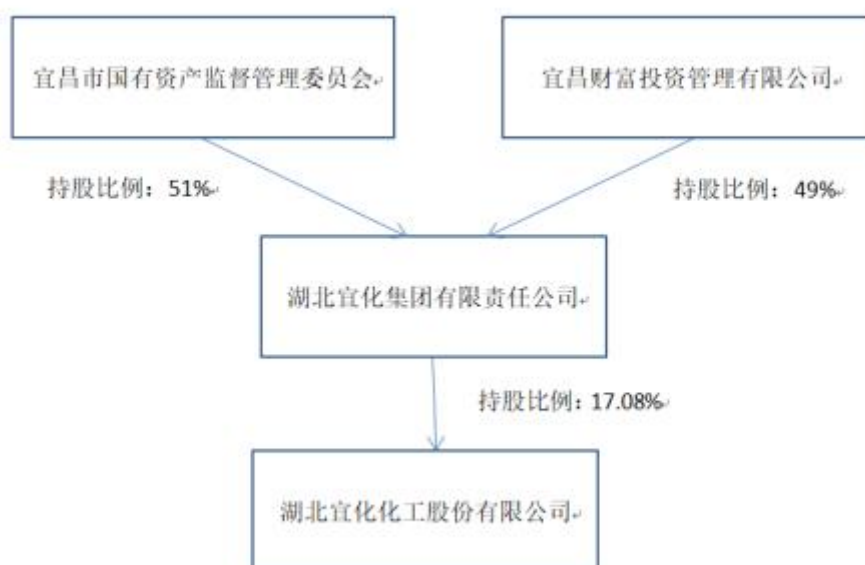 宜昌市国有资产监督管理委员会
宜昌财富投资管理有限公司
持股比例：51%
持股比例：49%
湖北宜化集团有限责任公司
持股比例：17.08%
湖北宜化化工股份有限公司